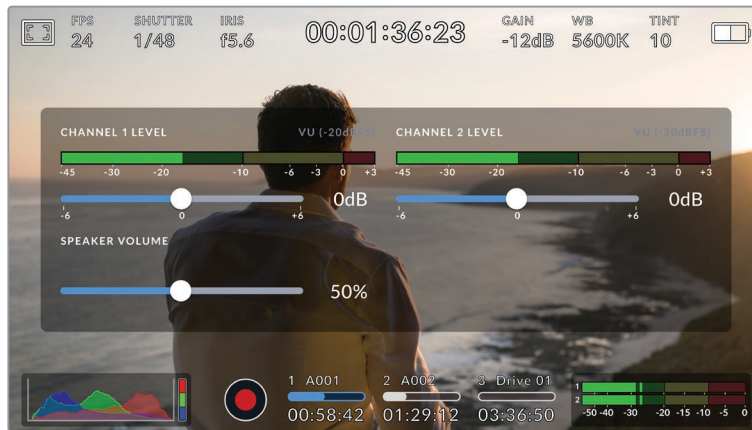 FPS SHUTTER IRIS 00:01:36:23 GAIN WB TINT
24 1/48 f5.6 -12dB 5600K 10
CHANNEL 1 LEVEL VU (-20dBFS) CHANNEL 2 LEVEL VU (-20dBFS)
-45 -30 -20 -10 -6 -3 0 +3 -45 -30 -20 -10 -6 -3 0 +3
0dB 0dB
-6 0 +6 -6 0 +6
SPEAKER VOLUME
50%
1 A001 2 A002 3 Drive 01
00:58:42 01:29:12 03:36:50
1
2
-50 -40 -30 -20 -15 -10 -5 0